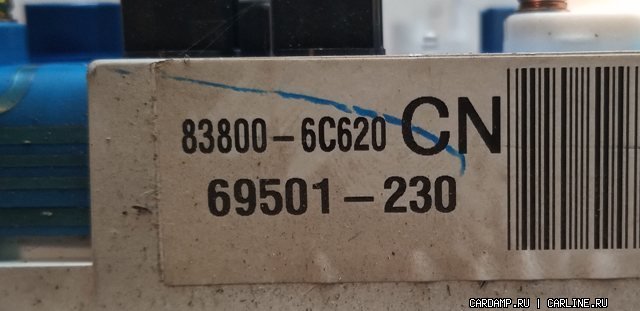 83800-6C620 CN
69501-230
CARDAMP.RU | CARLINE.RU